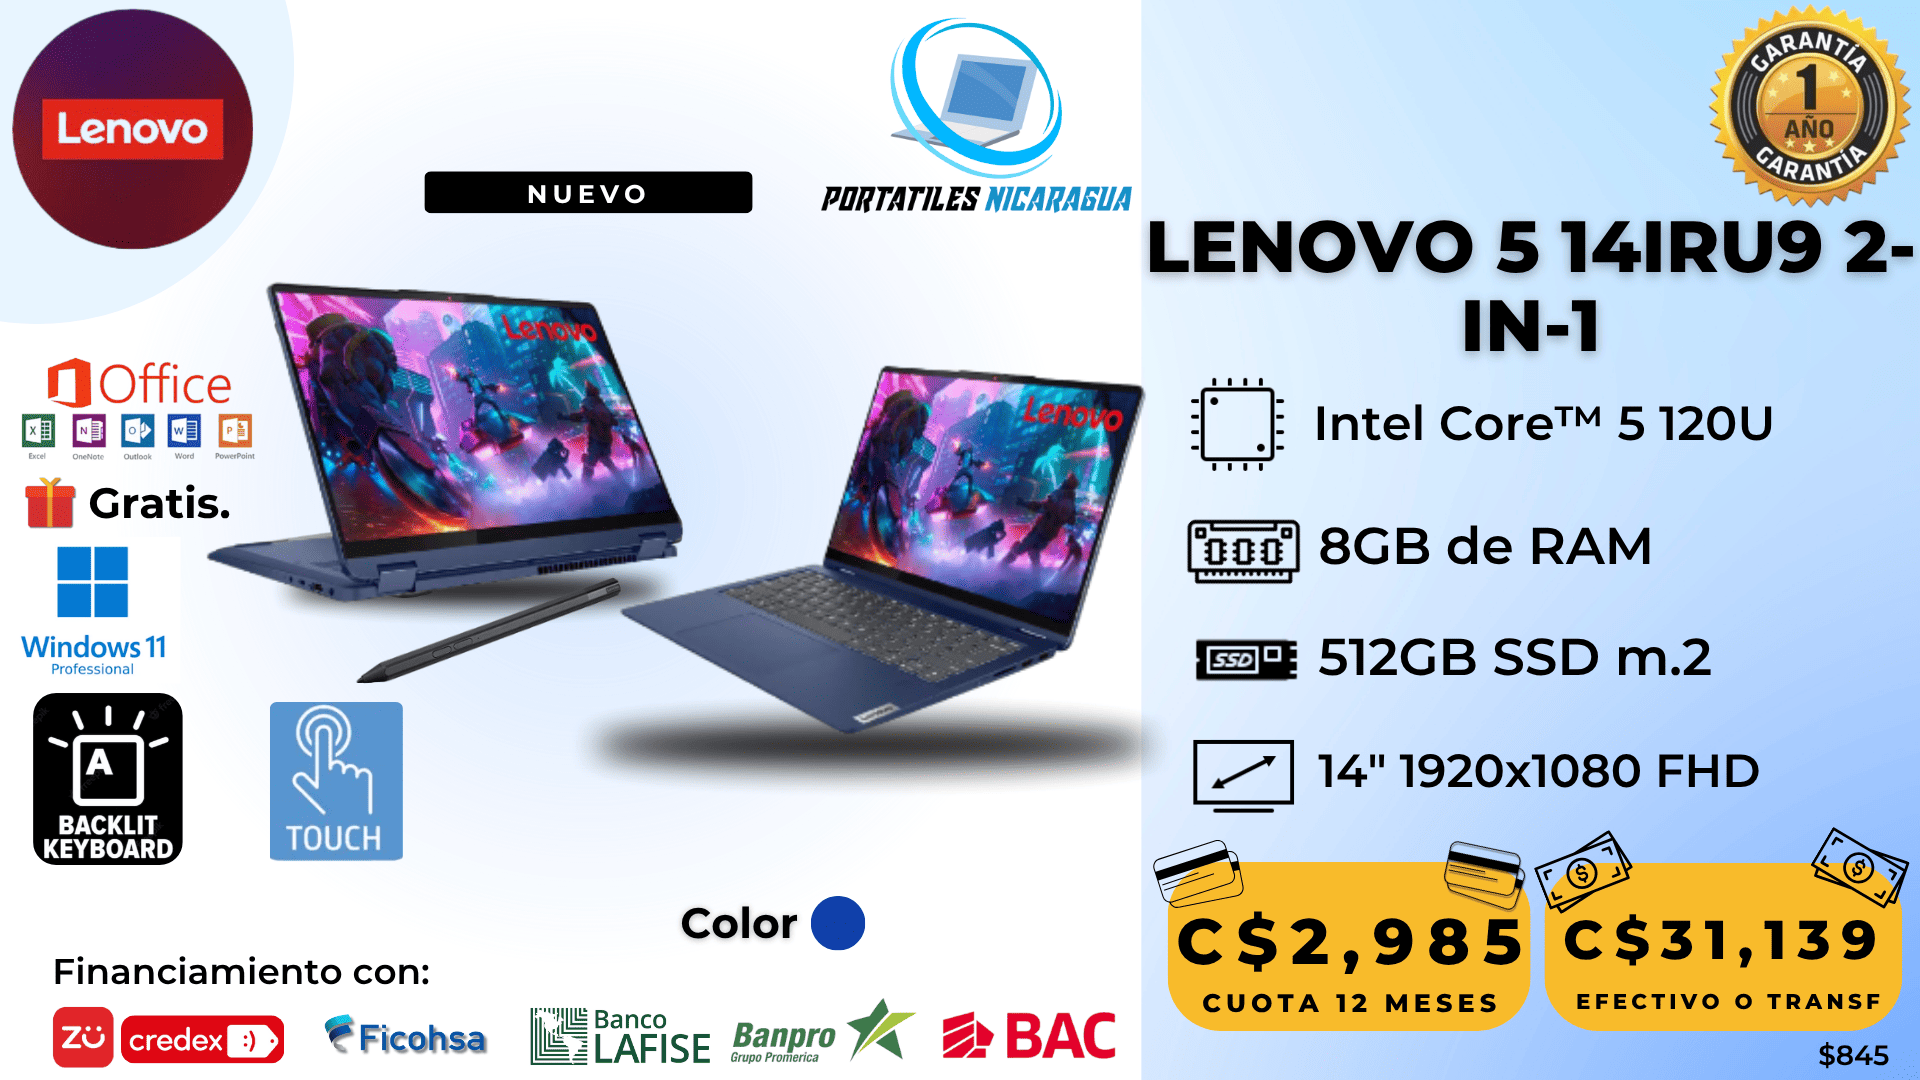 Lenovo
NUEVO
PORTATILES NICARAGUA
GARANTÍA
1
AÑO
GARANTÍA
LENOVO 5 14IRU9 2-
IN-1
Lenovo
Lenovo
Lenovo
Office
Excel OneNote Outlook Word PowerPoint
Gratis.
Windows 11
Professional
A
BACKLIT
KEYBOARD
TOUCH
Intel Core™ 5 120U
8GB de RAM
SSD
512GB SSD m.2
14" 1920x1080 FHD
Color
C$2,985
CUOTA 12 MESES
C$31,139
EFECTIVO O TRANSF
$845
Financiamiento con:
zü
credex :)
Ficohsa
Banco
LAFISE
Banpro
Grupo Promerica
BAC